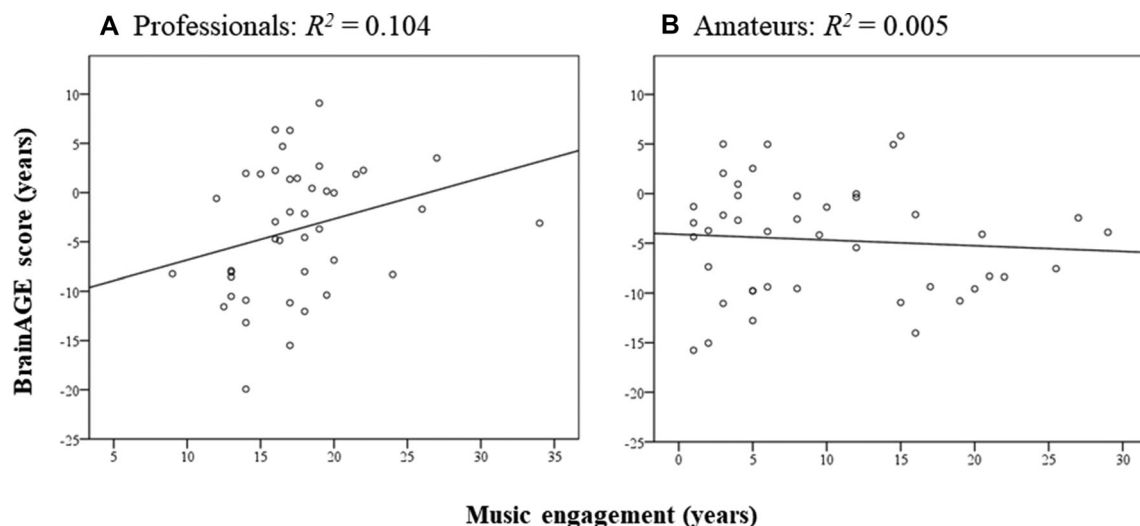 A Professionals: R² = 0.104
B Amateurs: R² = 0.005
BrainAGE score (years)
10
5
0
-5
-10
-15
-20
-25
5 10 15 20 25 30 35
10
5
0
-5
-10
-15
-20
-25
0 5 10 15 20 25 30
Music engagement (years)